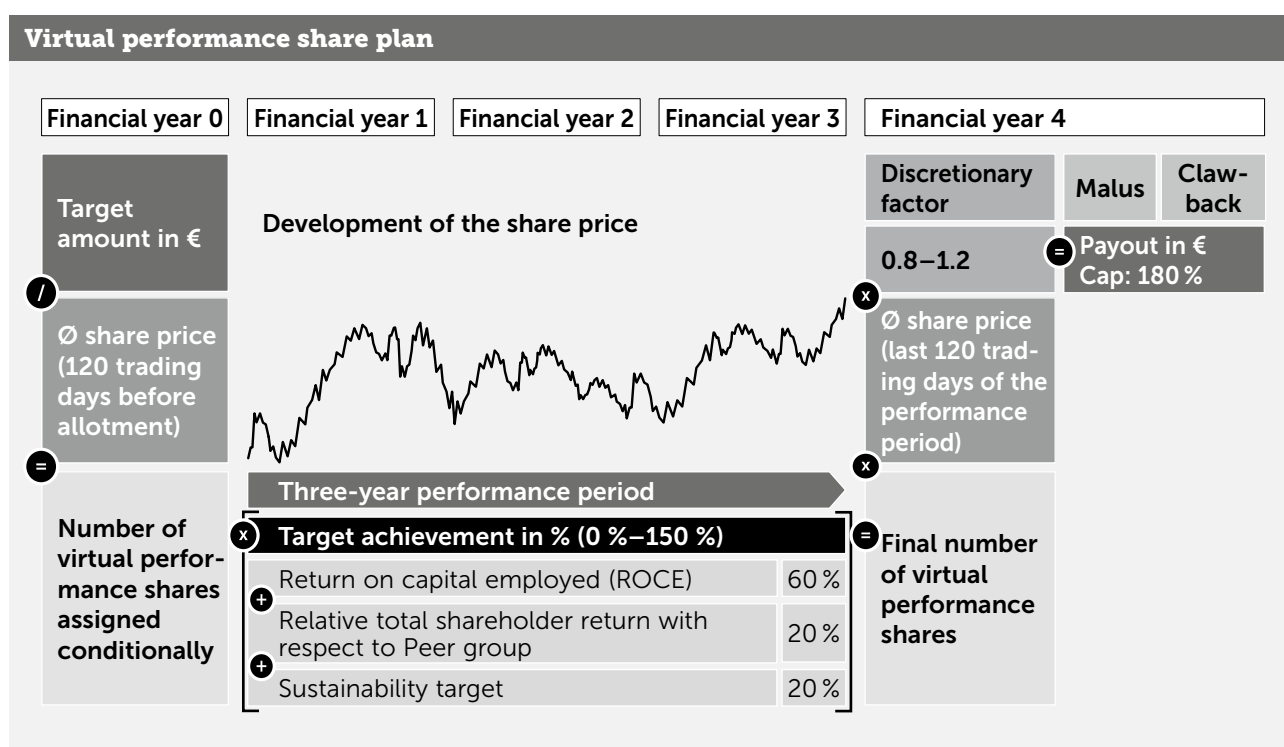 Virtual performance share plan
Financial year 0
Financial year 1
Financial year 2
Financial year 3
Financial year 4
Target
amount in €
/
Ø share price
(120 trading
days before
allotment)
=
Number of
virtual perfor-
mance shares
assigned
conditionally
Development of the share price
Three-year performance period
x
Target achievement in % (0 %–150 %)
Return on capital employed (ROCE)
60 %
+
Relative total shareholder return with
respect to Peer group
20 %
+
Sustainability target
20 %
Discretionary
factor
0.8–1.2
x
Ø share price
(last 120 trad-
ing days of the
performance
period)
x
=
Final number
of virtual
performance
shares
Malus
Claw-
back
=
Payout in €
Cap: 180 %